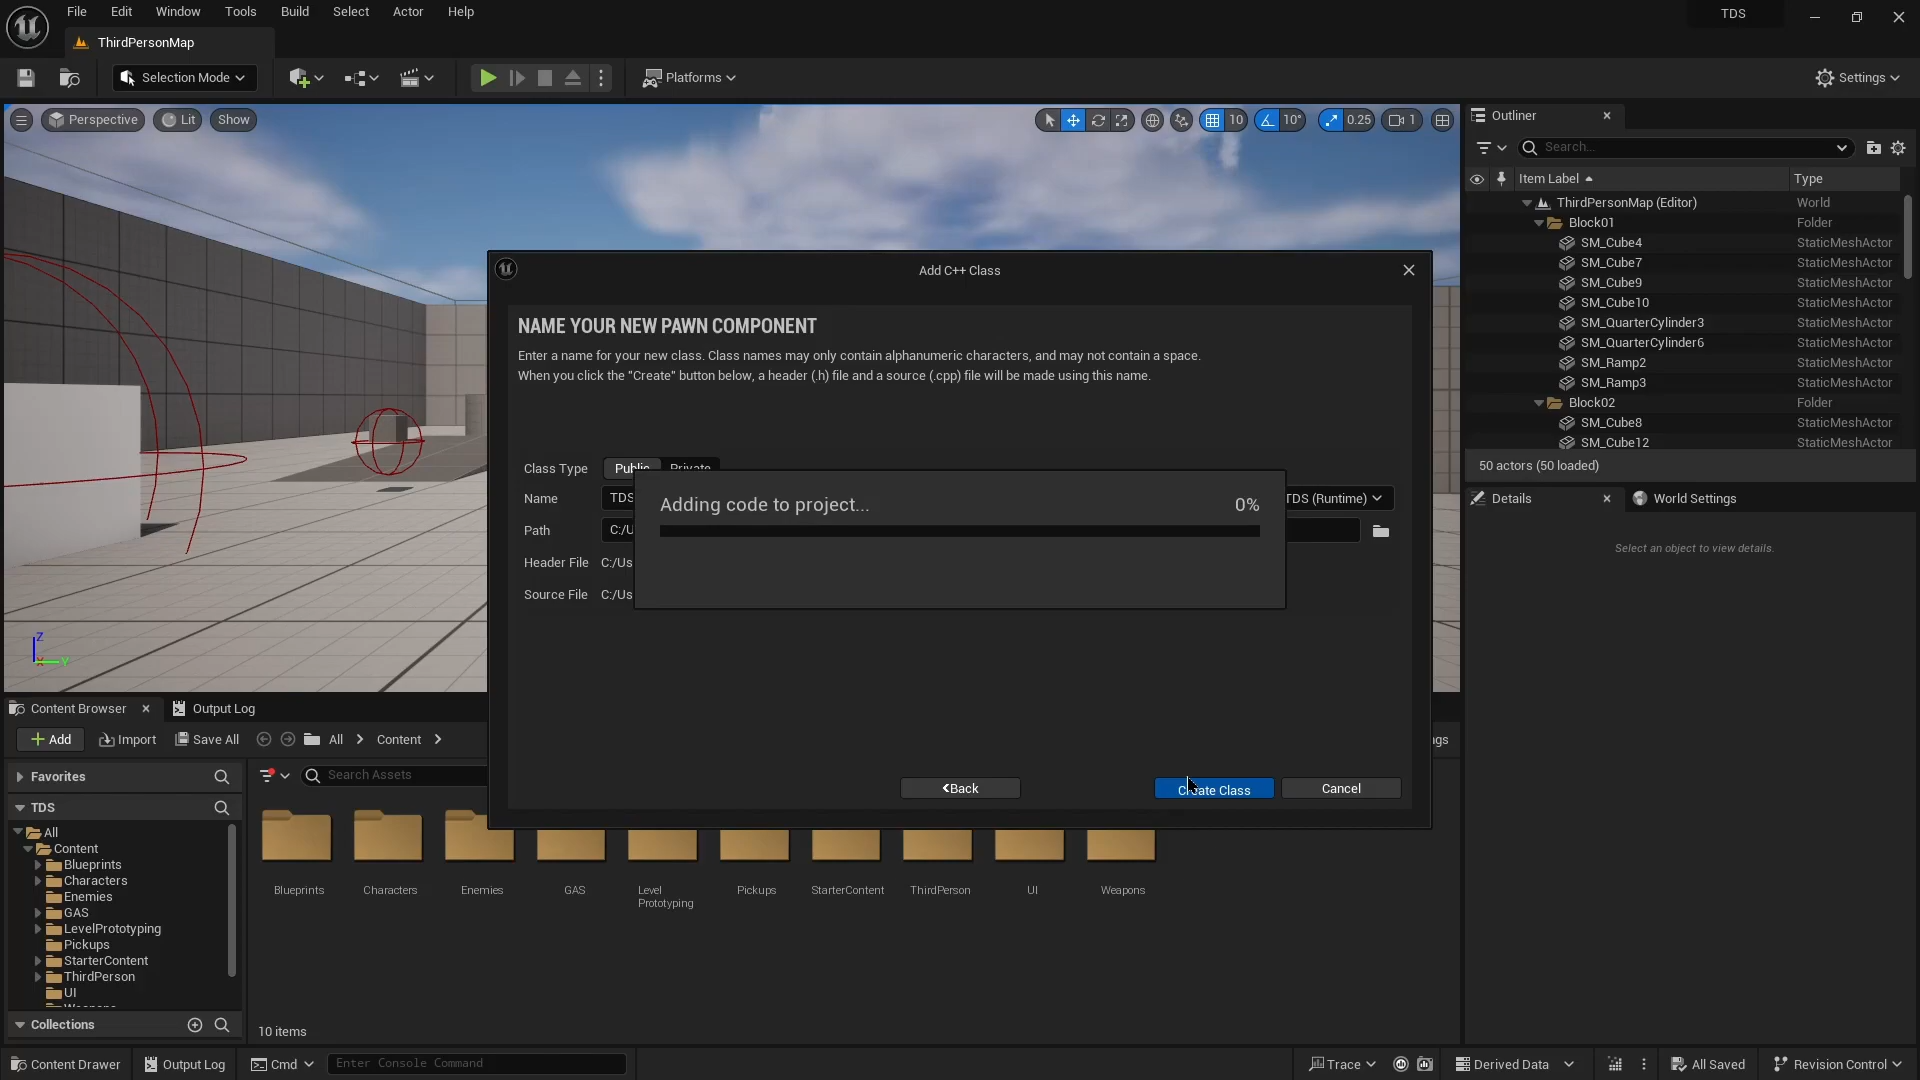 File Edit Window Tools Build Select Actor Help
TDS
ThirdPersonMap
Selection Mode
Platforms
Settings
Perspective Lit Show
10 10° 0.25 1
Outliner
Search...
Item Label Type
ThirdPersonMap (Editor) World
Block01 Folder
SM_Cube4 StaticMeshActor
SM_Cube7 StaticMeshActor
SM_Cube9 StaticMeshActor
SM_Cube10 StaticMeshActor
SM_QuarterCylinder3 StaticMeshActor
SM_QuarterCylinder6 StaticMeshActor
SM_Ramp2 StaticMeshActor
SM_Ramp3 StaticMeshActor
Block02 Folder
SM_Cube8 StaticMeshActor
SM_Cube12 StaticMeshActor
50 actors (50 loaded)
Details World Settings
Select an object to view details.
Add C++ Class
NAME YOUR NEW PAWN COMPONENT
Enter a name for your new class. Class names may only contain alphanumeric characters, and may not contain a space.
When you click the "Create" button below, a header (.h) file and a source (.cpp) file will be made using this name.
Class Type Public Private
Name TDS TDS (Runtime)
Path C:/U
Header File C:/Us
Source File C:/Us
Adding code to project... 0%
Back Create Class Cancel
Z
X Y
Content Browser Output Log
Add Import Save All All Content
Favorites
Search Assets
TDS
All
Content
Blueprints
Characters
Enemies
GAS
LevelPrototyping
Pickups
StarterContent
ThirdPerson
UI
Collections
Blueprints Characters Enemies GAS Level Prototyping Pickups StarterContent ThirdPerson UI Weapons
10 items
Content Drawer Output Log Cmd Enter Console Command
Trace Derived Data All Saved Revision Control